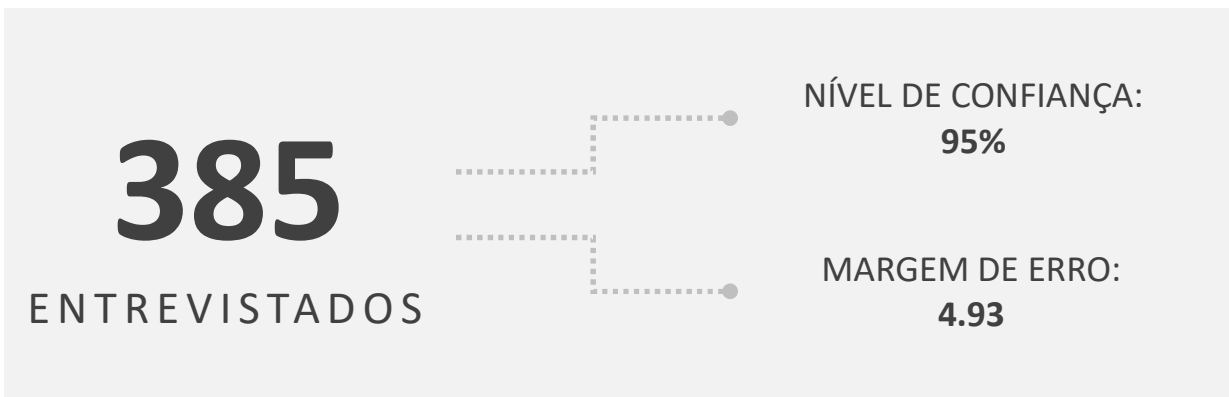 385
ENTREVISTADOS
NÍVEL DE CONFIANÇA:
95%
MARGEM DE ERRO:
4.93